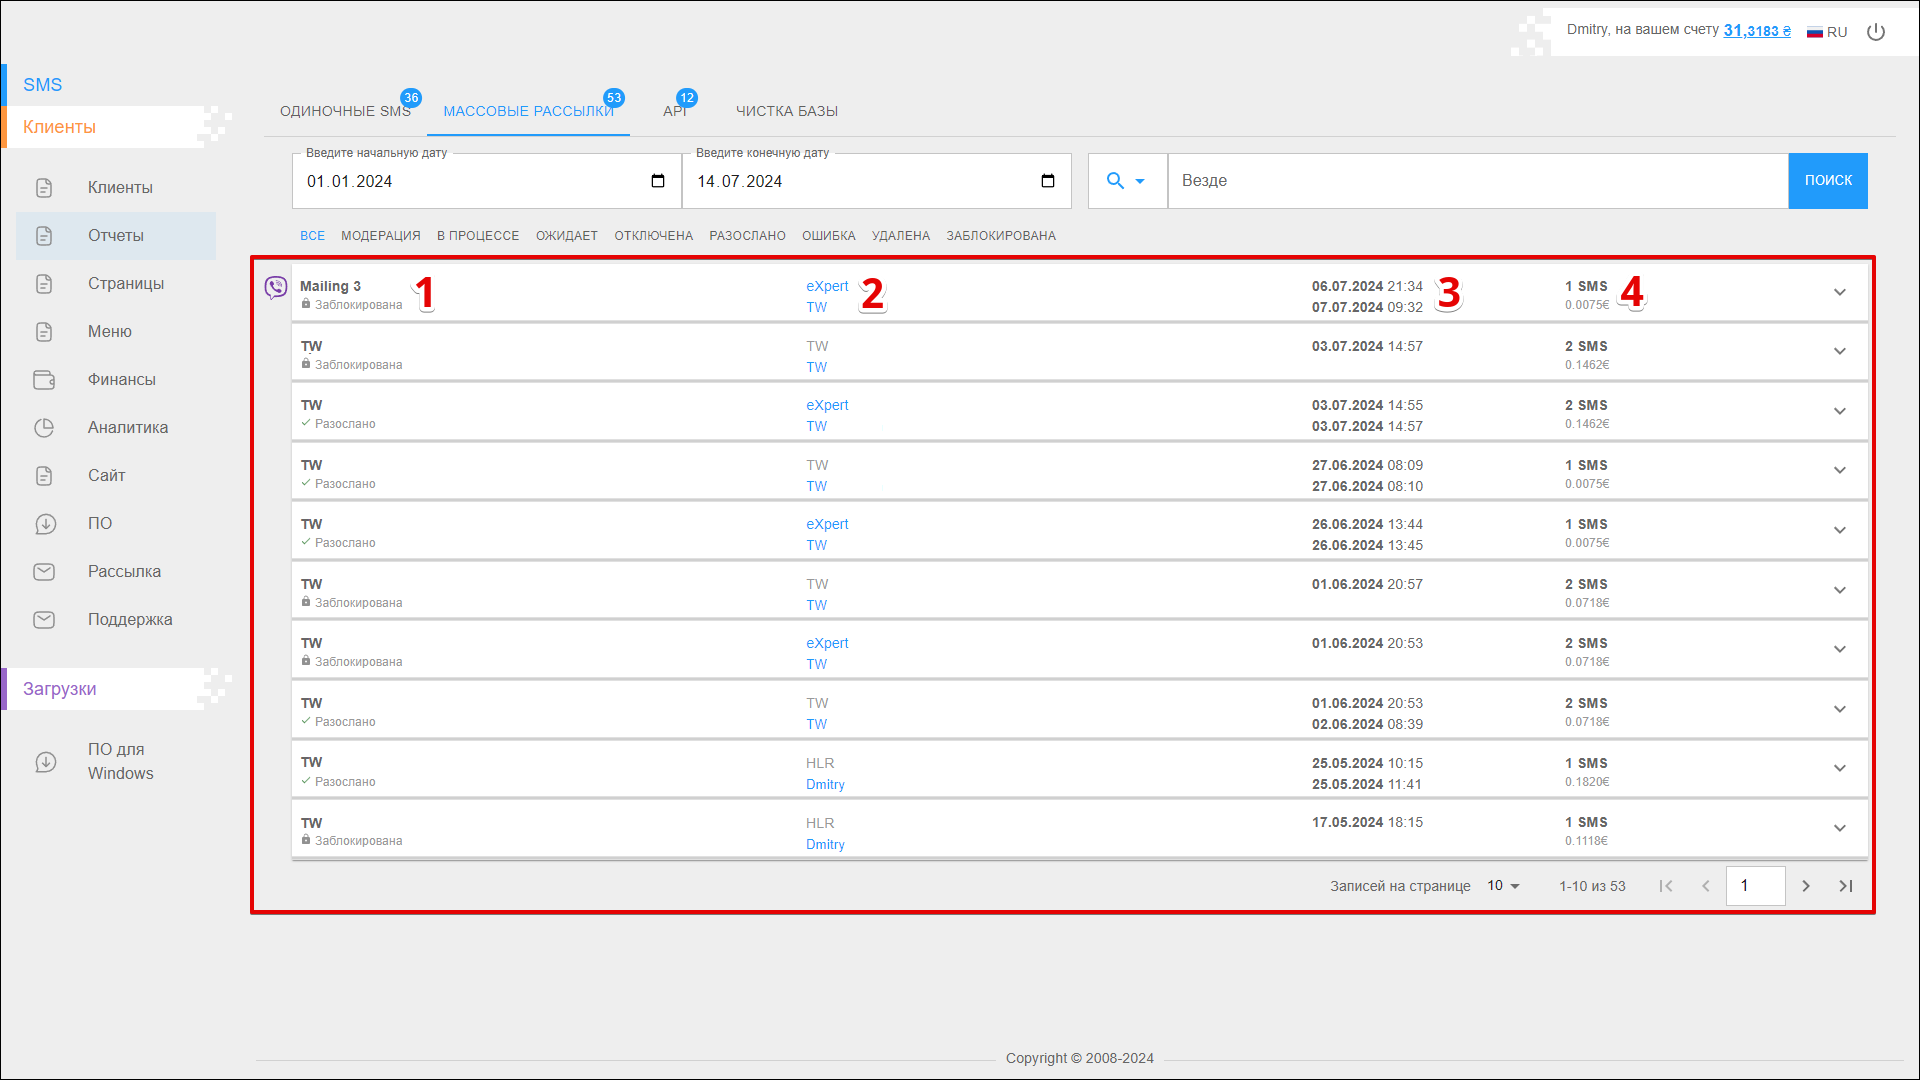 Dmitry, на вашем счету 31,3183 ₴ RU
SMS
Клиенты
Клиенты
Отчеты
Страницы
Меню
Финансы
Аналитика
Сайт
ПО
Рассылка
Поддержка
Загрузки
ПО для
Windows
ОДИНОЧНЫЕ SMS 36 МАССОВЫЕ РАССЫЛКИ 53 API 12 ЧИСТКА БАЗЫ
Введите начальную дату Введите конечную дату
01.01.2024 14.07.2024 Везде ПОИСК
ВСЕ МОДЕРАЦИЯ В ПРОЦЕССЕ ОЖИДАЕТ ОТКЛЮЧЕНА РАЗОСЛАНО ОШИБКА УДАЛЕНА ЗАБЛОКИРОВАНА
Mailing 3 1 eXpert 2 06.07.2024 21:34 3 1 SMS 4
Заблокирована TW 07.07.2024 09:32 0.0075€
TW TW 03.07.2024 14:57 2 SMS
Заблокирована TW 0.1462€
TW eXpert 03.07.2024 14:55 2 SMS
Разослано TW 03.07.2024 14:57 0.1462€
TW TW 27.06.2024 08:09 1 SMS
Разослано TW 27.06.2024 08:10 0.0075€
TW eXpert 26.06.2024 13:44 1 SMS
Разослано TW 26.06.2024 13:45 0.0075€
TW TW 01.06.2024 20:57 2 SMS
Заблокирована TW 0.0718€
TW eXpert 01.06.2024 20:53 2 SMS
Заблокирована TW 0.0718€
TW TW 01.06.2024 20:53 2 SMS
Разослано TW 02.06.2024 08:39 0.0718€
TW HLR 25.05.2024 10:15 1 SMS
Разослано Dmitry 25.05.2024 11:41 0.1820€
TW HLR 17.05.2024 18:15 1 SMS
Заблокирована Dmitry 0.1118€
Записей на странице 10 1-10 из 53 1
Copyright © 2008-2024